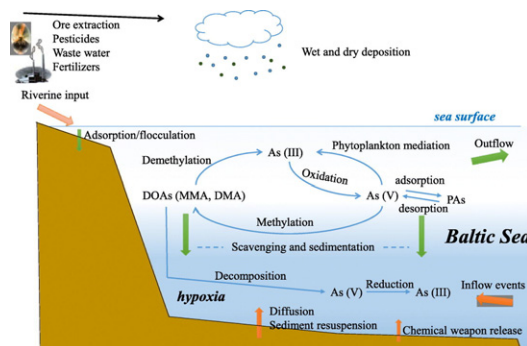 Ore extraction
Pesticides
Waste water
Fertilizers
Wet and dry deposition
Riverine input
sea surface
Adsorption/flocculation
As (III)
Phytoplankton mediation
Outflow
Demethylation
Oxidation
adsorption
DOAs (MMA, DMA)
As (V)
PAs
desorption
Methylation
Baltic Sea
Scavenging and sedimentation
Decomposition
hypoxia
As (V)
Reduction
As (III)
Inflow events
Diffusion
Sediment resuspension
Chemical weapon release